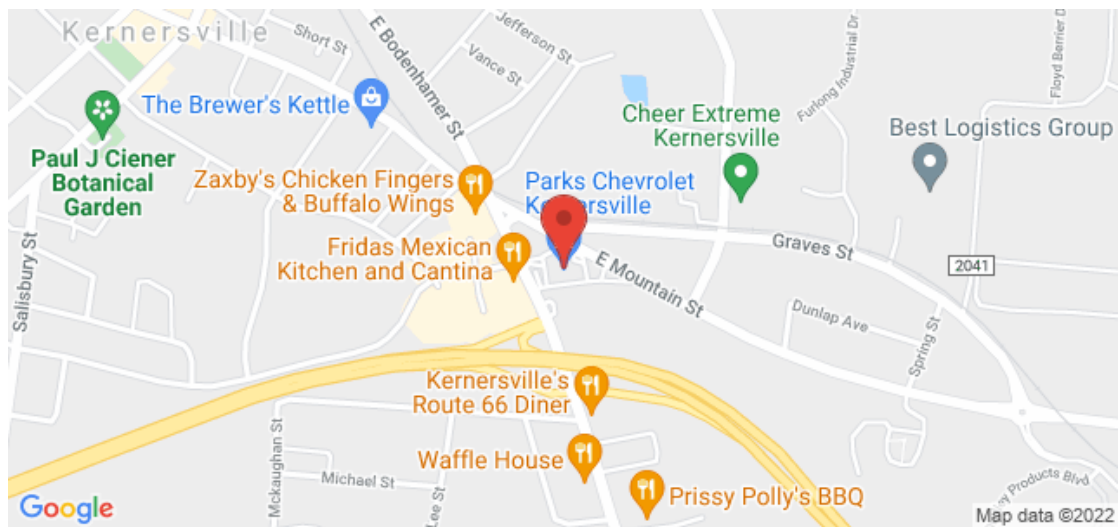 Kernersville
Short St
E Bodenhamer St
Jefferson St
Vance St
Furlong Industrial Dr
Floyd Berrier D
The Brewer's Kettle
Cheer Extreme
Kernersville
Best Logistics Group
Paul J Ciener
Botanical
Garden
Zaxby's Chicken Fingers
& Buffalo Wings
Parks Chevrolet
Fridas Mexican
Kitchen and Cantina
Graves St
2041
E Mountain St
Salisbury St
Dunlap Ave
Spring St
Kernersville's
Route 66 Diner
Waffle House
Mckaughan St
Michael St
Lee St
Prissy Polly's BBQ
Products Blvd
Google
Map data ©2022